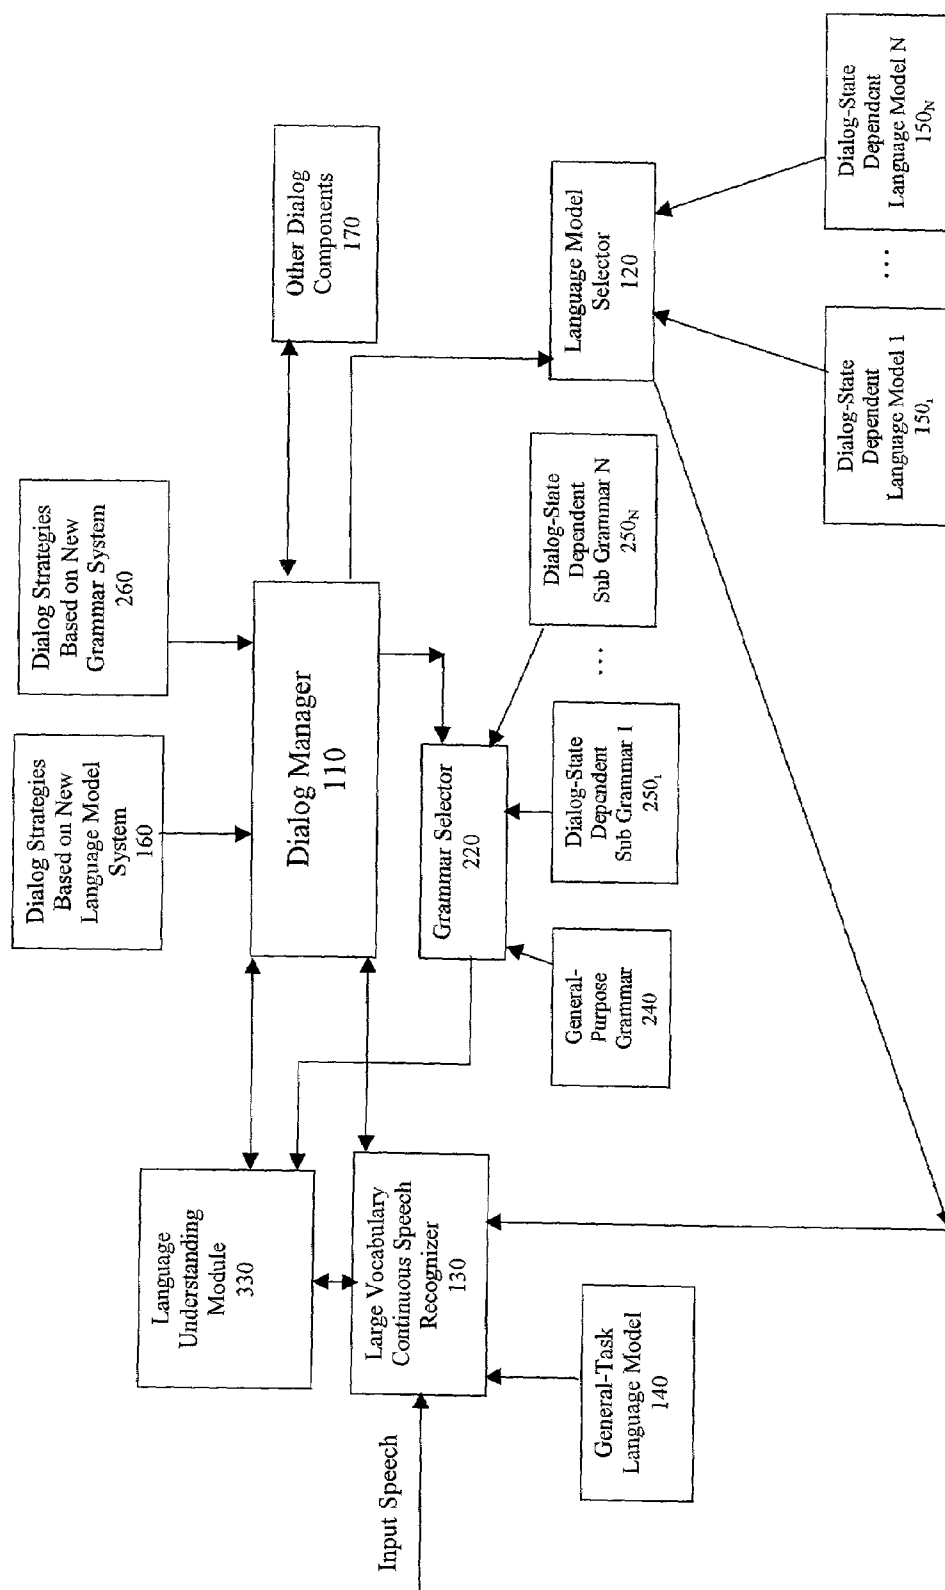 Dialog Strategies
Based on New
Language Model
System
160
Dialog Strategies
Based on New
Grammar System
260
Language
Understanding
Module
330
Dialog Manager
110
Other Dialog
Components
170
Input Speech
Large Vocabulary
Continuous Speech
Recognizer
130
Grammar Selector
220
Language Model
Selector
120
General-Task
Language Model
140
General-
Purpose
Grammar
240
Dialog-State
Dependent
Sub Grammar 1
250₁
...
Dialog-State
Dependent
Sub Grammar N
250N
Dialog-State
Dependent
Language Model 1
150₁
...
Dialog-State
Dependent
Language Model N
150N